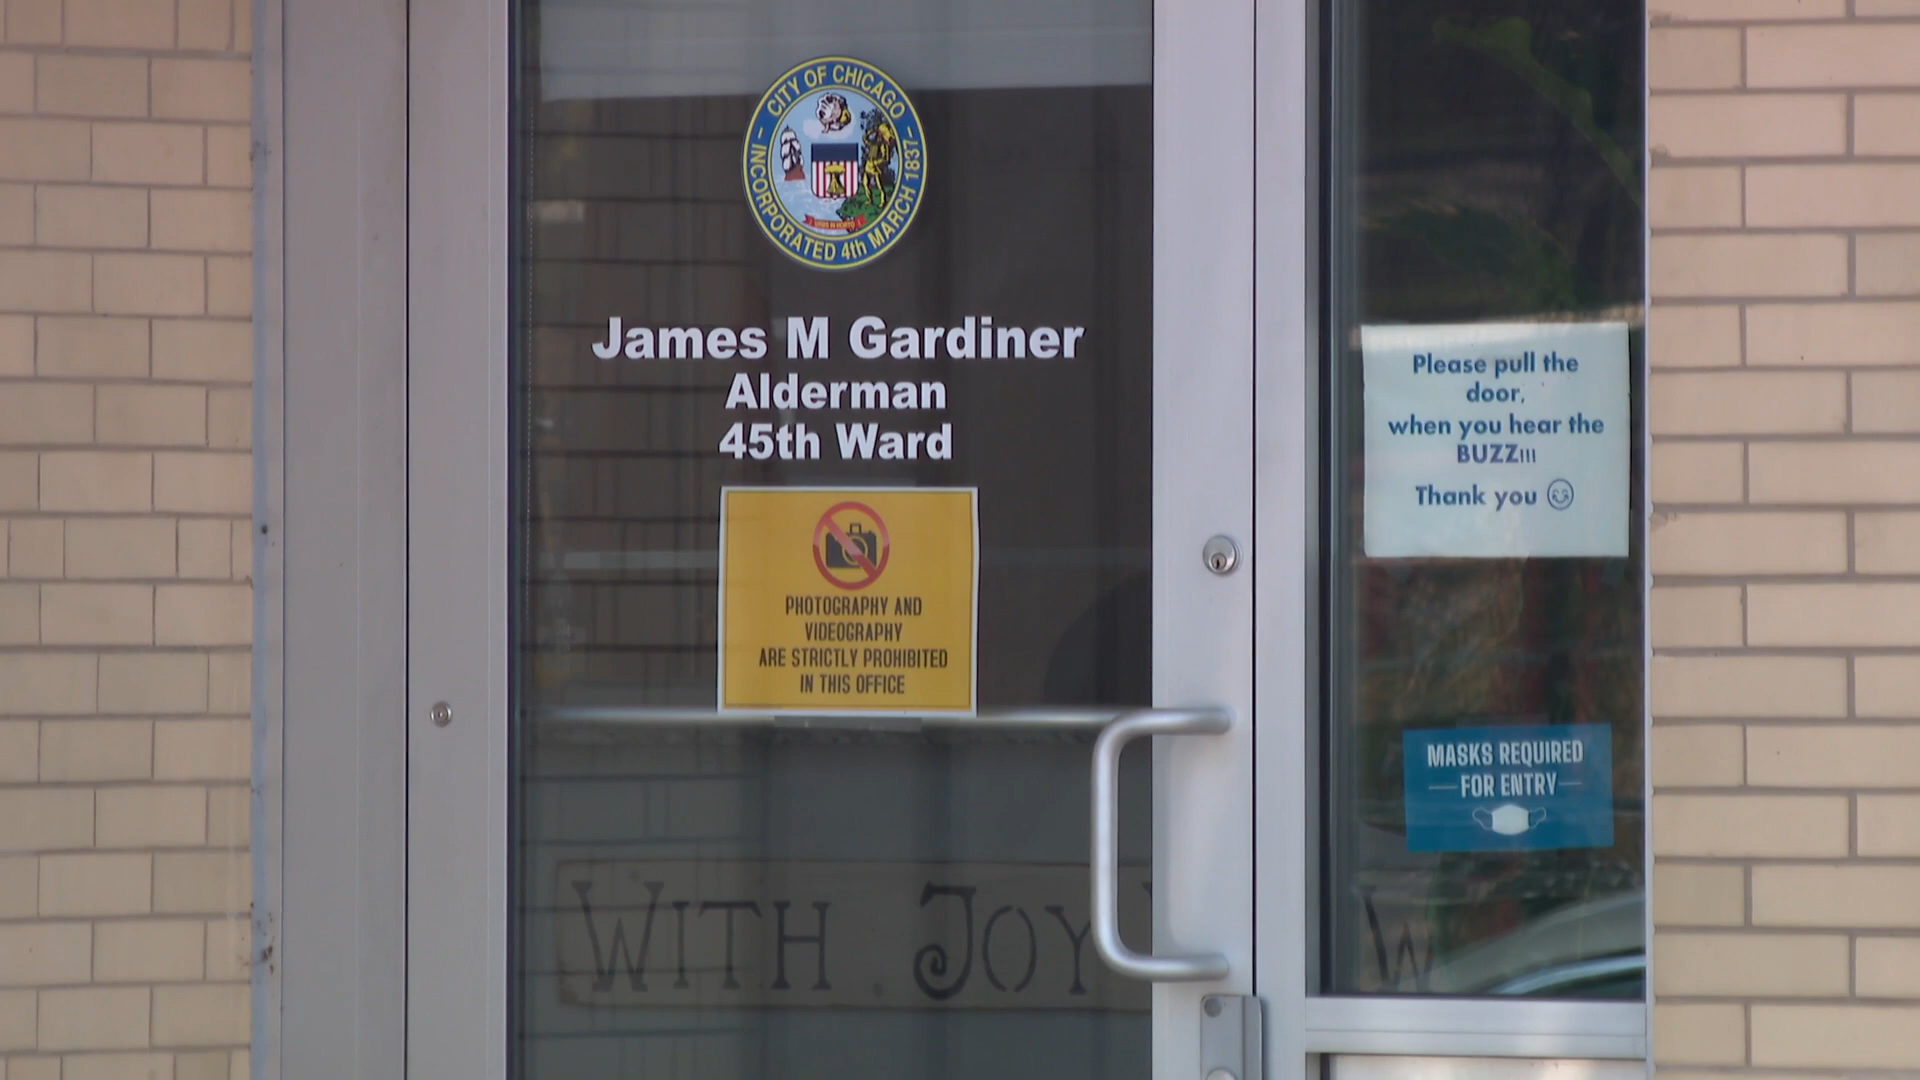 CITY OF CHICAGO
INCORPORATED 4th MARCH 1837
James M Gardiner
Alderman
45th Ward
PHOTOGRAPHY AND
VIDEOGRAPHY
ARE STRICTLY PROHIBITED
IN THIS OFFICE
Please pull the
door,
when you hear the
BUZZ!!!
Thank you
MASKS REQUIRED
FOR ENTRY
WITH JOY
W